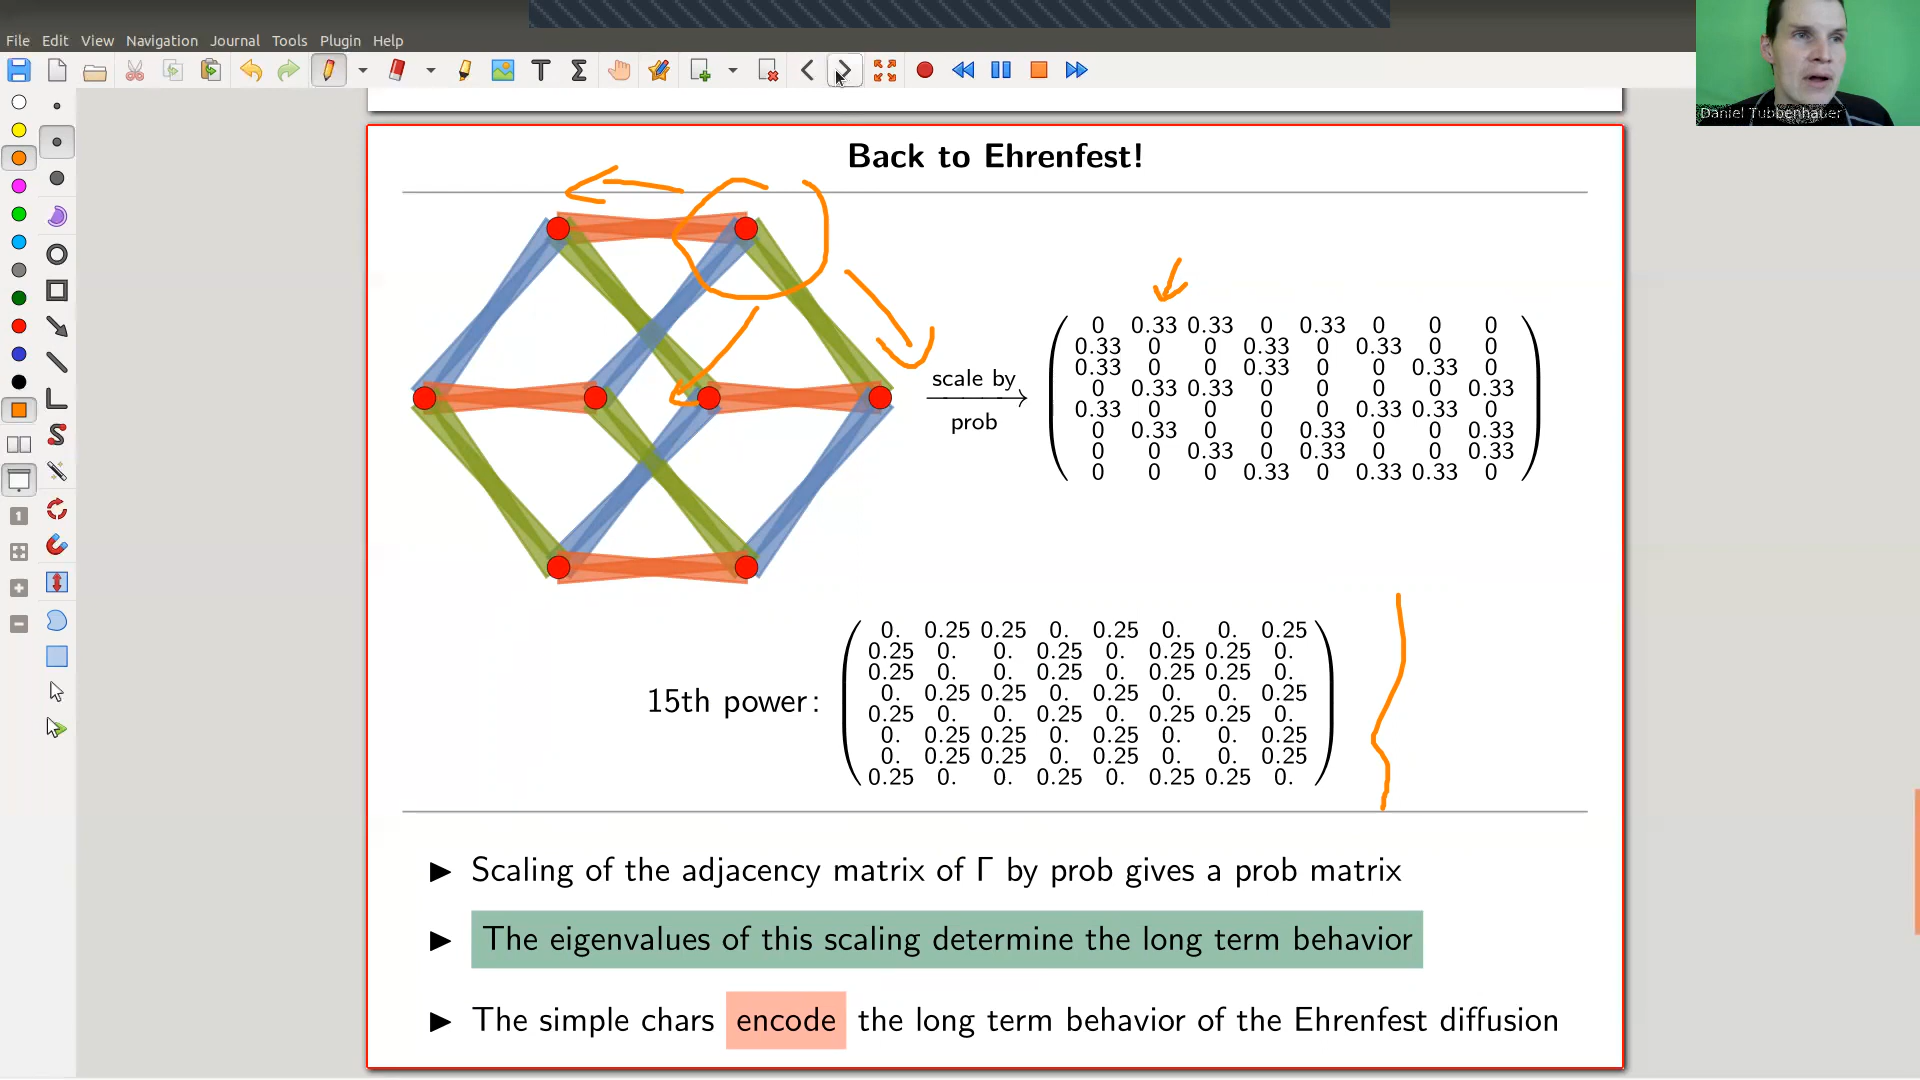 File Edit View Navigation Journal Tools Plugin Help
Daniel Tubbenhauer
Back to Ehrenfest!
scale by
prob
0 0.33 0.33 0 0.33 0 0 0
0.33 0 0 0.33 0 0.33 0 0
0.33 0 0 0.33 0 0 0.33 0
0 0.33 0.33 0 0 0 0 0.33
0.33 0 0 0 0 0.33 0.33 0
0 0.33 0 0 0.33 0 0 0.33
0 0 0.33 0 0.33 0 0 0.33
0 0 0 0.33 0 0.33 0.33 0
15th power:
0. 0.25 0.25 0. 0.25 0. 0. 0.25
0.25 0. 0. 0.25 0. 0.25 0.25 0.
0.25 0. 0. 0.25 0. 0.25 0.25 0.
0. 0.25 0.25 0. 0.25 0. 0. 0.25
0.25 0. 0. 0.25 0. 0.25 0.25 0.
0. 0.25 0.25 0. 0.25 0. 0. 0.25
0. 0.25 0.25 0. 0.25 0. 0. 0.25
0.25 0. 0. 0.25 0. 0.25 0.25 0.
▶ Scaling of the adjacency matrix of Γ by prob gives a prob matrix
▶ The eigenvalues of this scaling determine the long term behavior
▶ The simple chars encode the long term behavior of the Ehrenfest diffusion